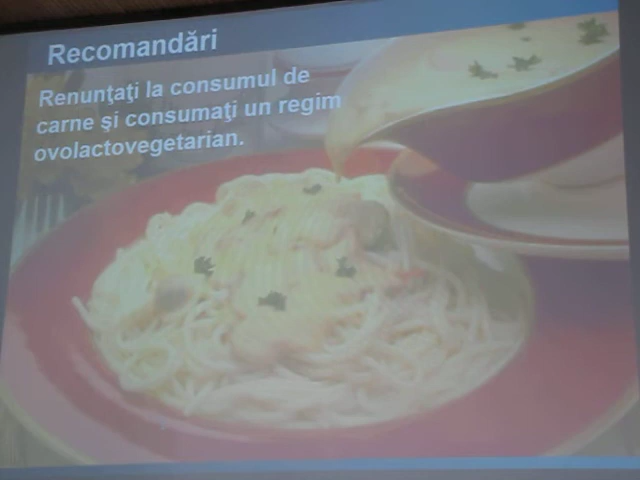 Recomandări
Renunţaţi la consumul de
carne şi consumaţi un regim
ovolactovegetarian.